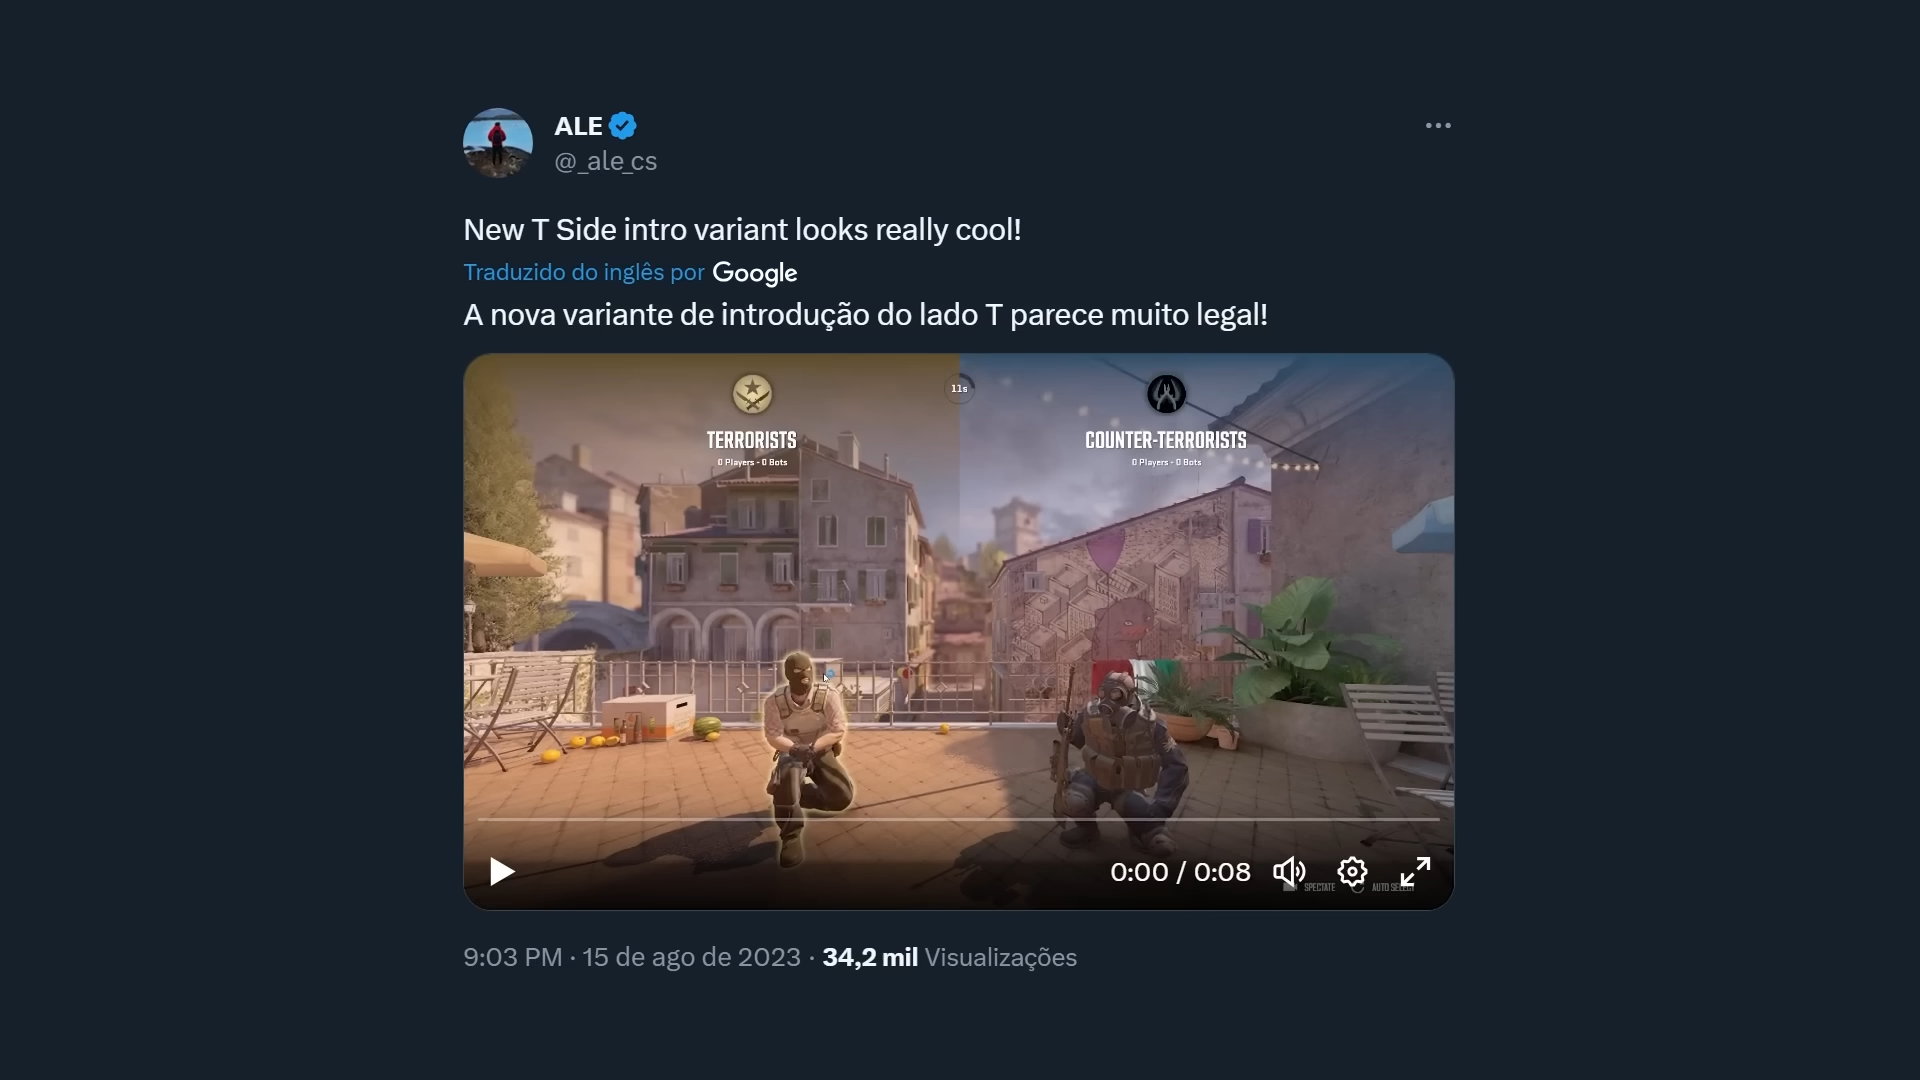 ALE
@_ale_cs
New T Side intro variant looks really cool!
Traduzido do inglês por Google
A nova variante de introdução do lado T parece muito legal!
11s
TERRORISTS
0 Players - 0 Bots
COUNTER-TERRORISTS
0 Players - 0 Bots
0:00 / 0:08
SPECTATE
AUTO SELECT
9:03 PM · 15 de ago de 2023 · 34,2 mil Visualizações